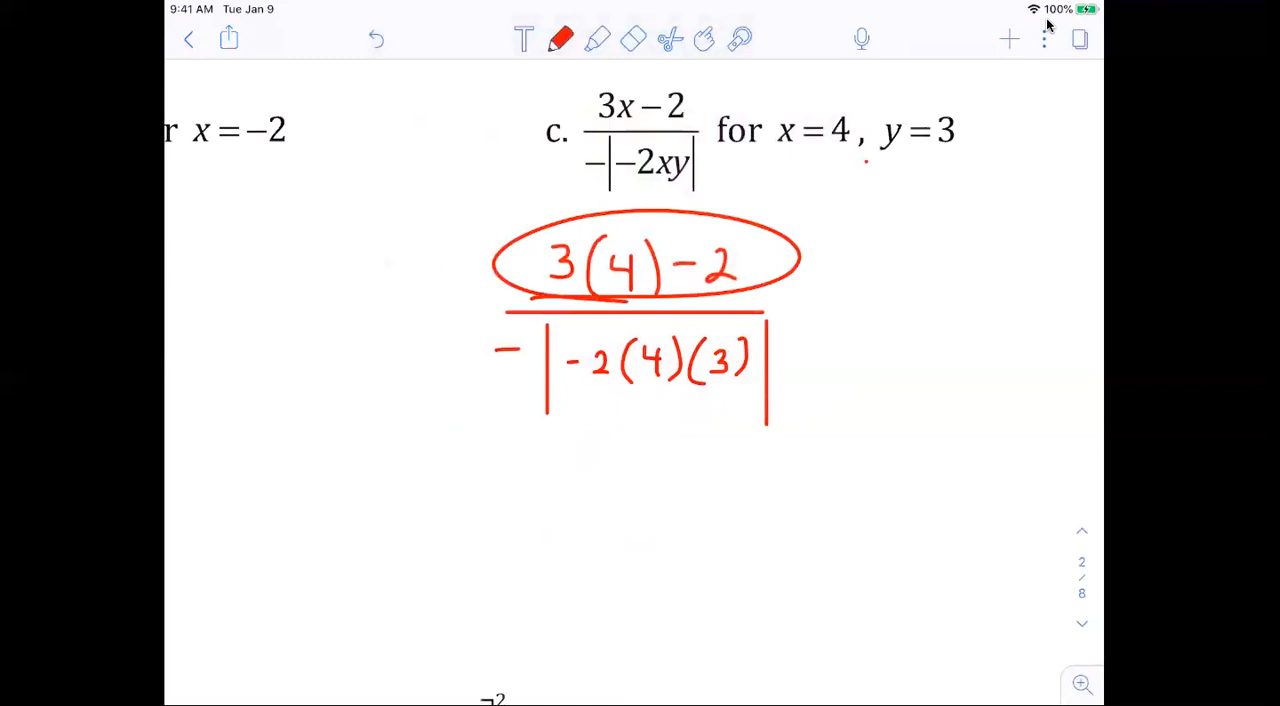 9:41 AM Tue Jan 9 100%
T
r x = −2
c. 3x − 2 / −|−2xy| for x = 4 , y = 3
3(4) − 2
− | −2(4)(3) |
2
/
8
¬2